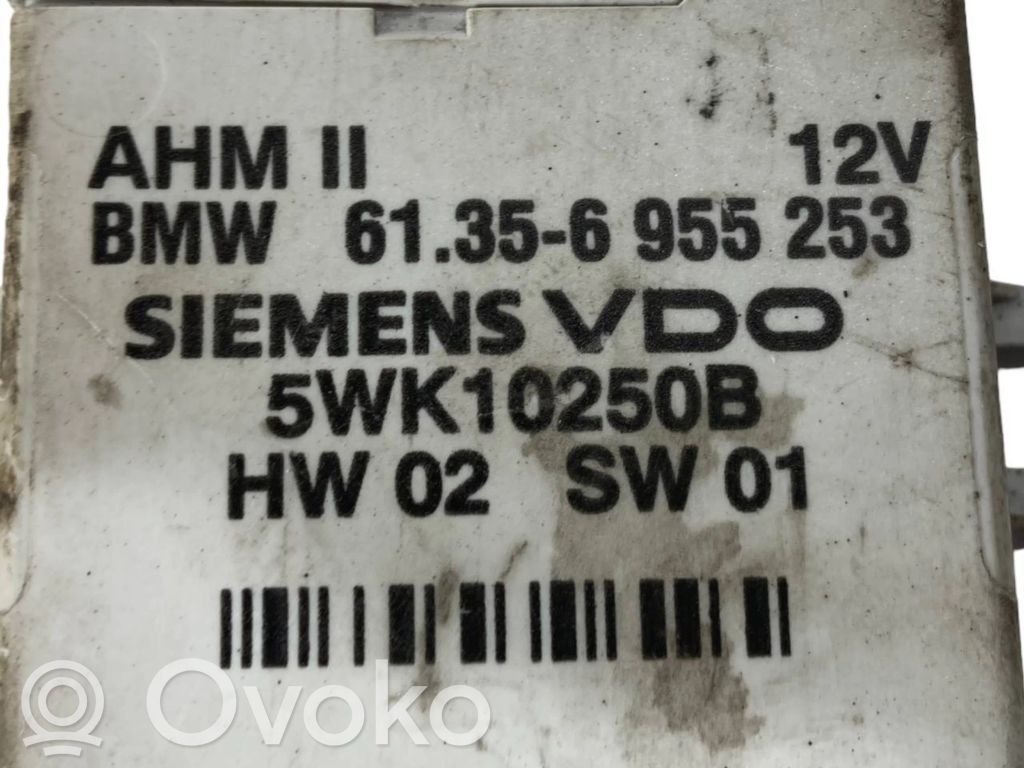 AHM II 12V
BMW 61.35-6 955 253
SIEMENS VDO
5WK10250B
HW 02 SW 01
Ovoko